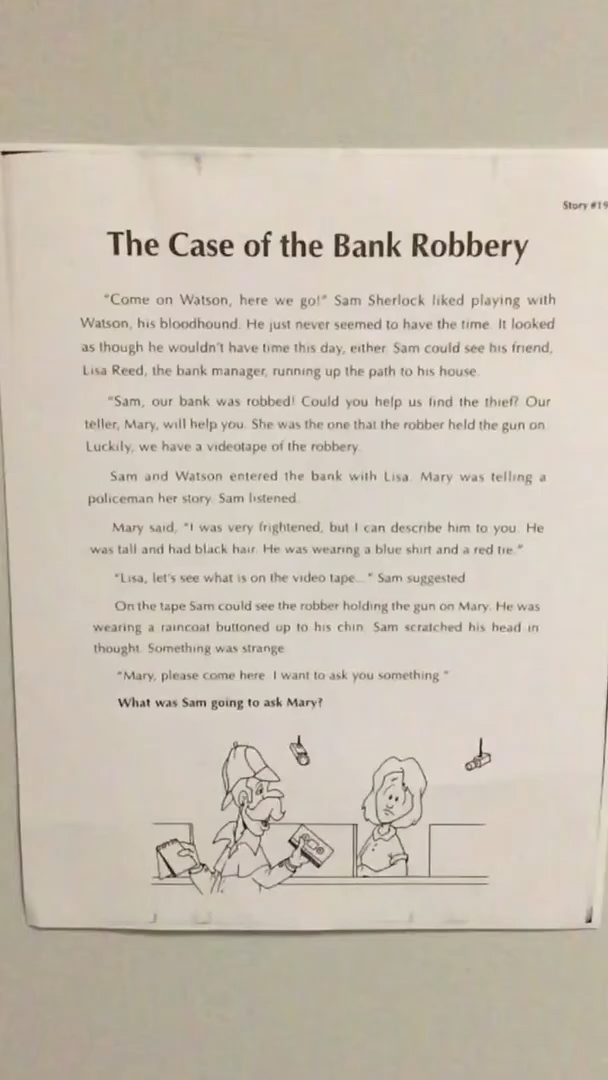 Story #19
The Case of the Bank Robbery
"Come on Watson, here we go!" Sam Sherlock liked playing with
Watson, his bloodhound. He just never seemed to have the time. It looked
as though he wouldn't have time this day, either. Sam could see his friend,
Lisa Reed, the bank manager, running up the path to his house.
"Sam, our bank was robbed! Could you help us find the thief? Our
teller, Mary, will help you. She was the one that the robber held the gun on.
Luckily, we have a videotape of the robbery.
Sam and Watson entered the bank with Lisa. Mary was telling a
policeman her story. Sam listened.
Mary said, "I was very frightened, but I can describe him to you. He
was tall and had black hair. He was wearing a blue shirt and a red tie."
"Lisa, let's see what is on the video tape..." Sam suggested.
On the tape Sam could see the robber holding the gun on Mary. He was
wearing a raincoat buttoned up to his chin. Sam scratched his head in
thought. Something was strange.
"Mary, please come here. I want to ask you something."
What was Sam going to ask Mary?